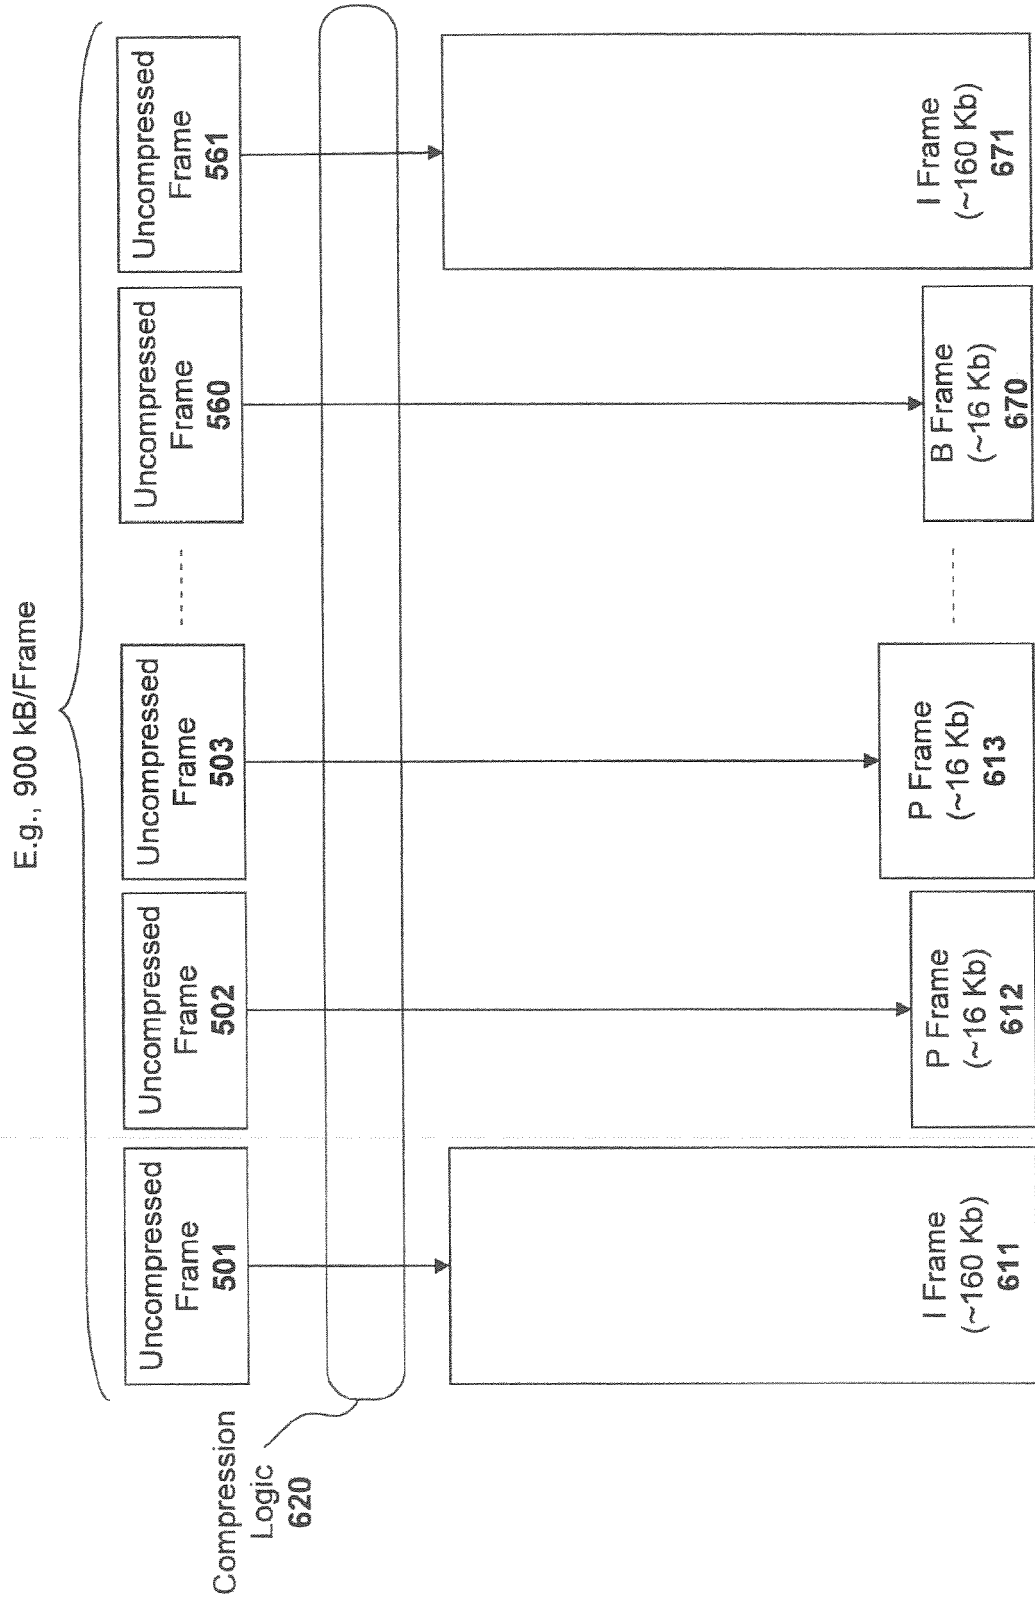 E.g., 900 kB/Frame
Uncompressed
Frame
501
Uncompressed
Frame
502
Uncompressed
Frame
503
Uncompressed
Frame
560
Uncompressed
Frame
561
Compression
Logic
620
I Frame
(~160 Kb)
611
P Frame
(~16 Kb)
612
P Frame
(~16 Kb)
613
B Frame
(~16 Kb)
670
I Frame
(~160 Kb)
671